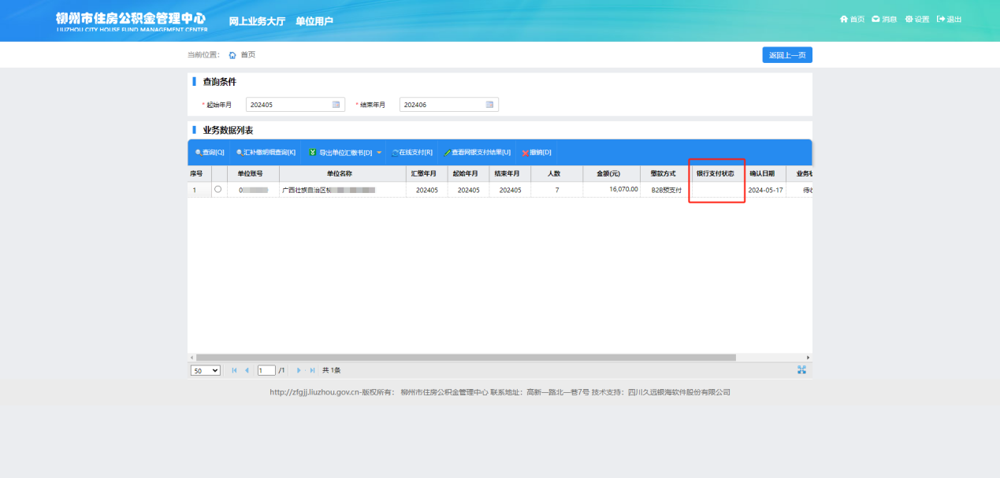 柳州市住房公积金管理中心 网上业务大厅 单位用户 首页 消息 设置 退出
LIUZHOU CITY HOUSE FUND MANAGEMENT CENTER
当前位置： 首页 返回上一页
查询条件
* 起始年月 202405 * 结束年月 202406
业务数据列表
查询[Q] 汇补缴明细查询[K] 导出单位汇缴书[D] 在线支付[R] 查看网银支付结果[U] 撤销[D]
序号 单位账号 单位名称 汇缴年月 起始年月 结束年月 人数 金额(元) 缴款方式 银行支付状态 确认日期 业务
1 0 广西壮族自治区 202405 202405 202405 7 16,070.00 B2B预支付 2024-05-17 待
50 1 /1 共 1条
http://zfgjj.liuzhou.gov.cn-版权所有： 柳州市住房公积金管理中心 联系地址：高新一路北一巷7号 技术支持：四川久远银海软件股份有限公司